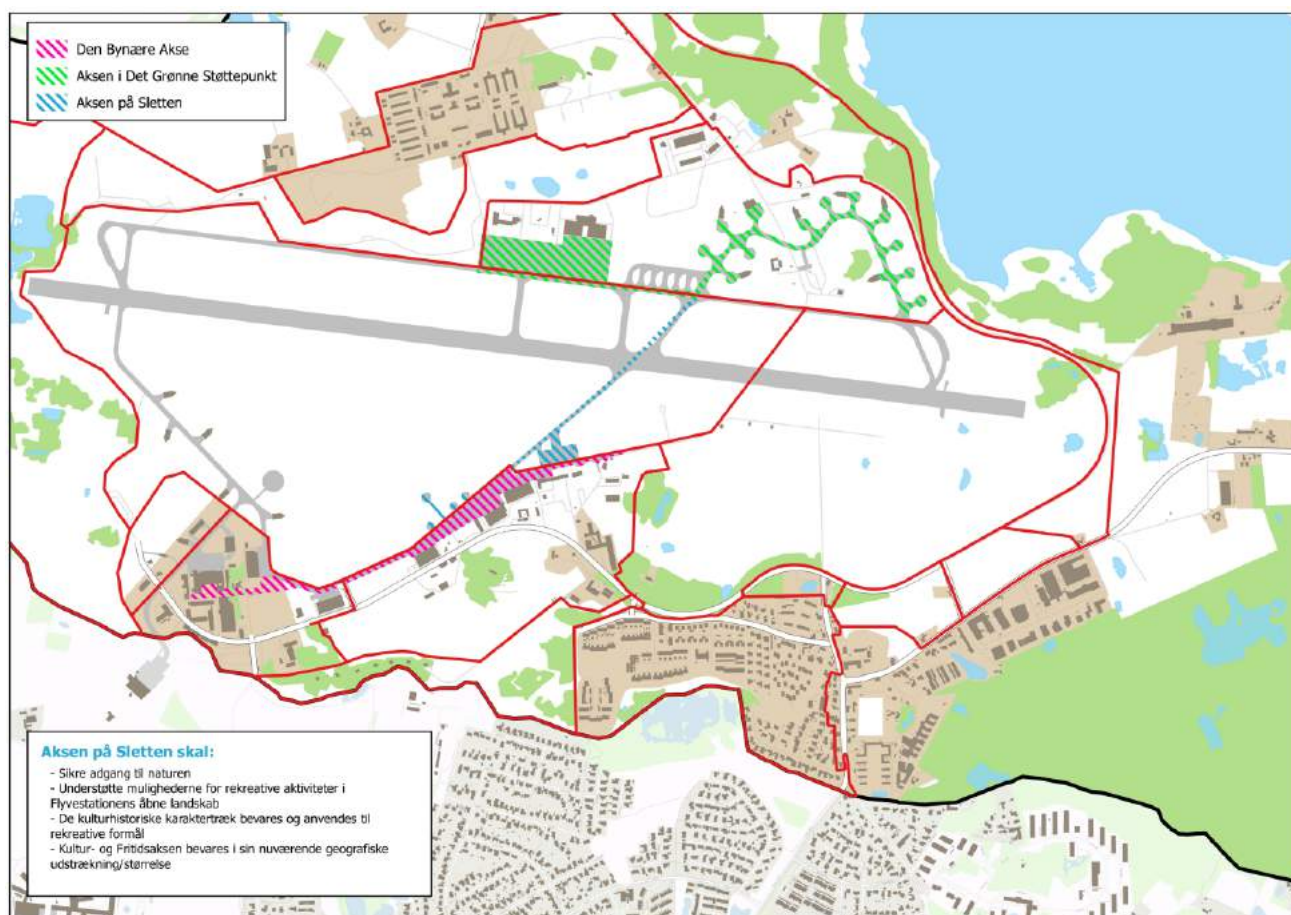 Den Bynære Akse
Aksen i Det Grønne Støttepunkt
Aksen på Sletten
Aksen på Sletten skal:
- Sikre adgang til naturen
- Understøtte mulighederne for rekreative aktiviteter i
Flyvestationens åbne landskab
- De kulturhistoriske karaktertræk bevares og anvendes til
rekreative formål
- Kultur- og Fritidsaksen bevares i sin nuværende geografiske
udstrækning/størrelse